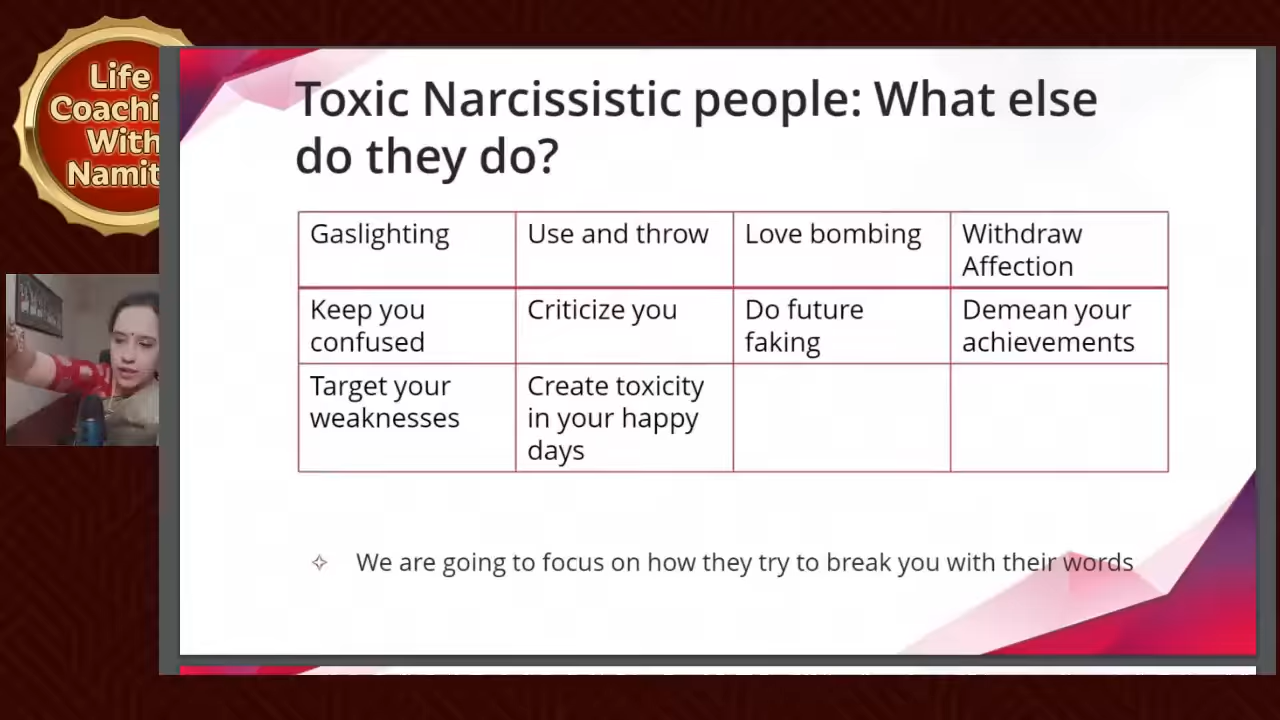 Life
Coachi
With
Namit
Toxic Narcissistic people: What else
do they do?
Gaslighting
Use and throw
Love bombing
Withdraw
Affection
Keep you
confused
Criticize you
Do future
faking
Demean your
achievements
Target your
weaknesses
Create toxicity
in your happy
days
We are going to focus on how they try to break you with their words